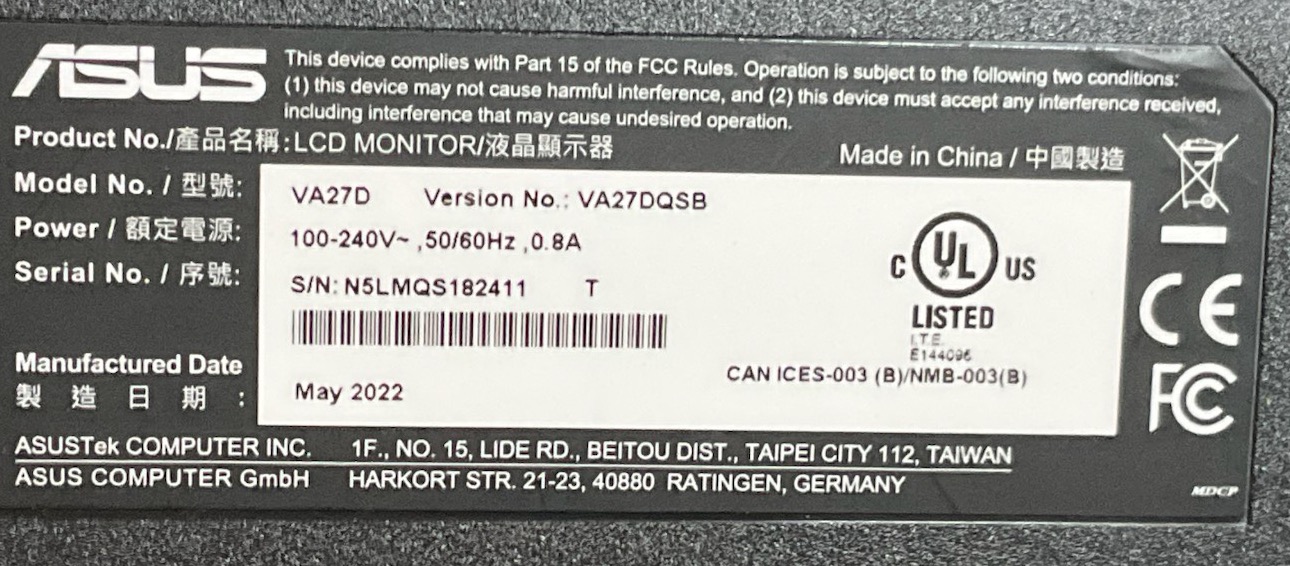 ASUS
This device complies with Part 15 of the FCC Rules. Operation is subject to the following two conditions:
(1) this device may not cause harmful interference, and (2) this device must accept any interference received,
including interference that may cause undesired operation.
Product No./產品名稱:LCD MONITOR/液晶顯示器
Made in China / 中國製造
Model No. / 型號: VA27D Version No.: VA27DQSB
Power / 額定電源: 100-240V~ ,50/60Hz ,0.8A
Serial No. / 序號: S/N: N5LMQS182411 T
C UL US
LISTED
I.T.E.
E144096
CAN ICES-003 (B)/NMB-003(B)
Manufactured Date
製造日期: May 2022
CE
FC
ASUSTek COMPUTER INC. 1F., NO. 15, LIDE RD., BEITOU DIST., TAIPEI CITY 112, TAIWAN
ASUS COMPUTER GmbH HARKORT STR. 21-23, 40880 RATINGEN, GERMANY
MDCP